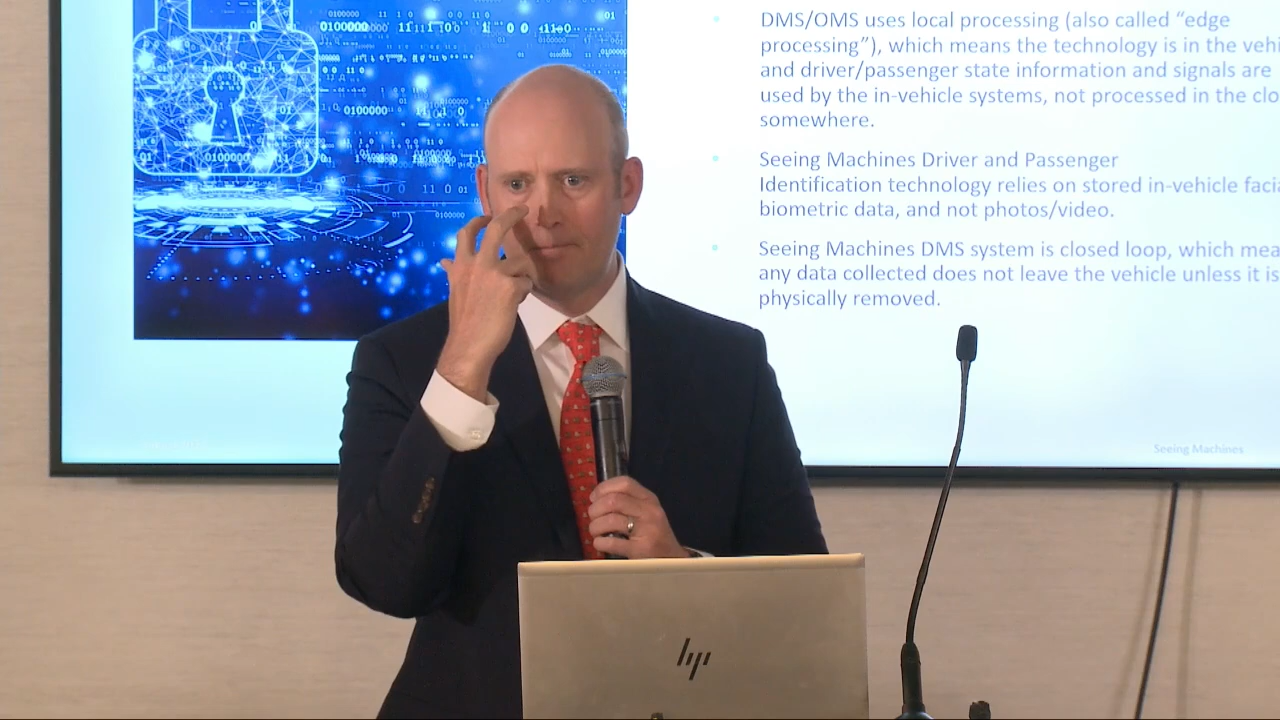 DMS/OMS uses local processing (also called “edge
processing”), which means the technology is in the vehi
and driver/passenger state information and signals are
used by the in-vehicle systems, not processed in the clo
somewhere.
Seeing Machines Driver and Passenger
Identification technology relies on stored in-vehicle facia
biometric data, and not photos/video.
Seeing Machines DMS system is closed loop, which mea
any data collected does not leave the vehicle unless it is
physically removed.
Seeing Machines
hp